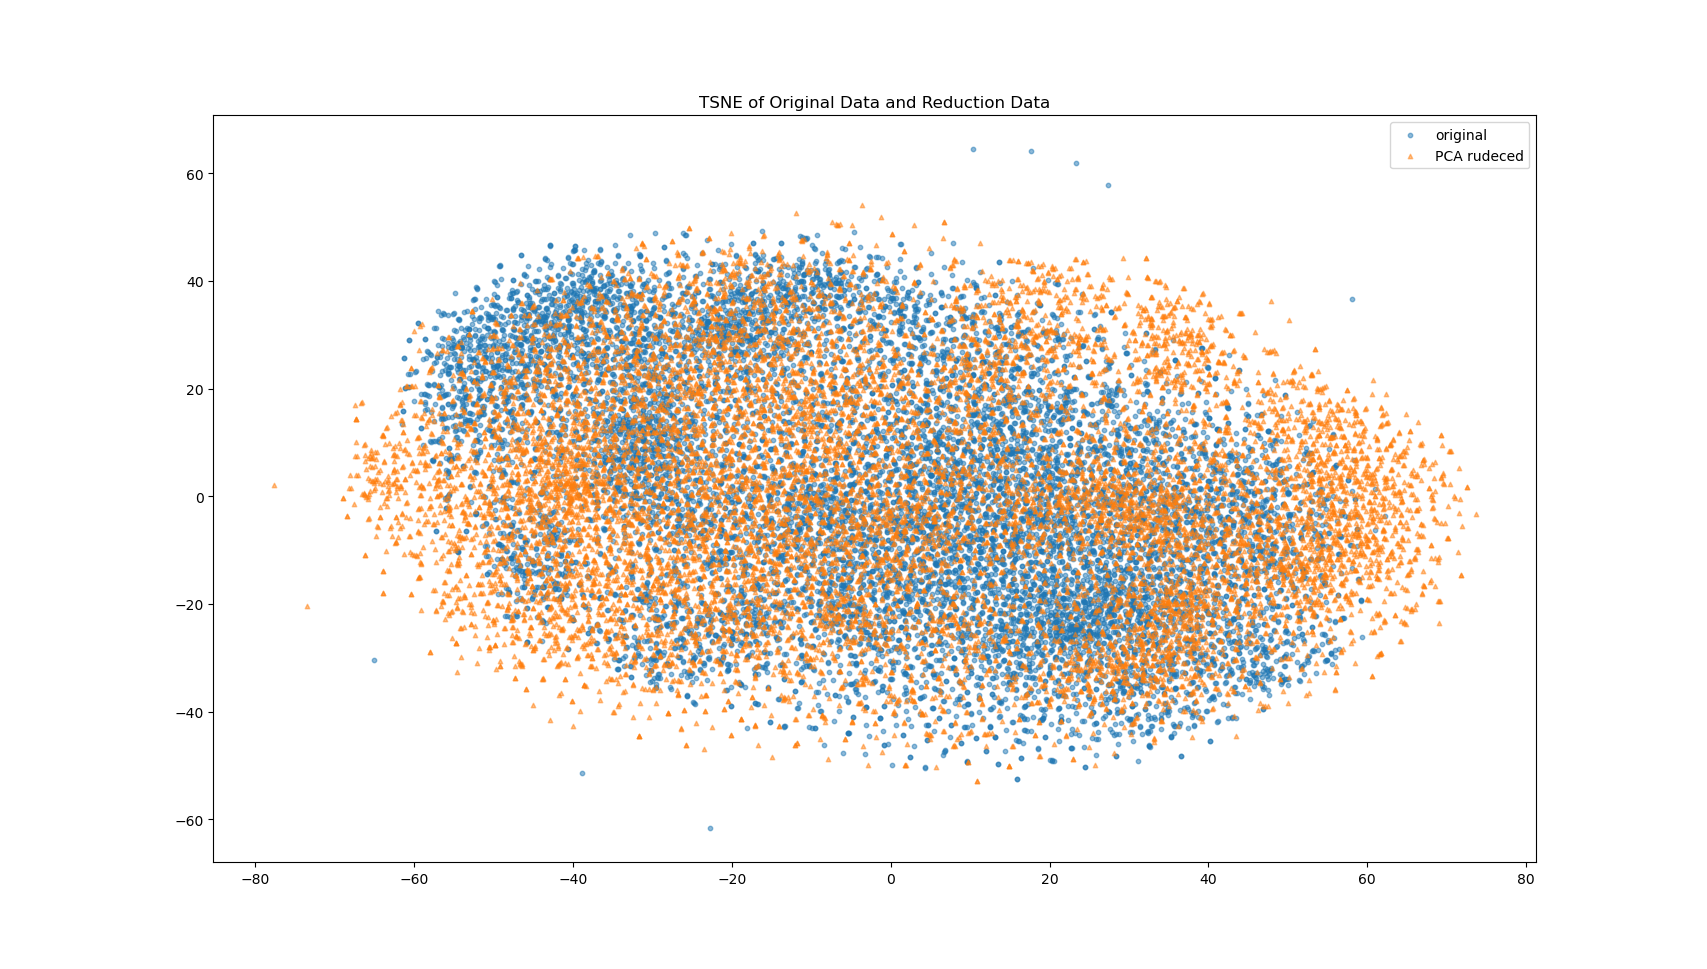 TSNE of Original Data and Reduction Data
original
PCA rudeced
60
40
20
0
−20
−40
−60
−80 −60 −40 −20 0 20 40 60 80